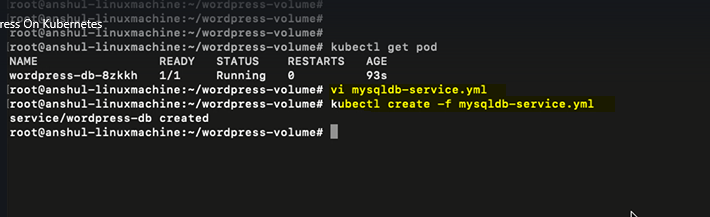 ress On Kubernetes
root@anshul-linuxmachine:~/wordpress-volume#
root@anshul-linuxmachine:~/wordpress-volume#
root@anshul-linuxmachine:~/wordpress-volume#
root@anshul-linuxmachine:~/wordpress-volume# kubectl get pod
NAME READY STATUS RESTARTS AGE
wordpress-db-8zkkh 1/1 Running 0 93s
root@anshul-linuxmachine:~/wordpress-volume# vi mysqldb-service.yml
root@anshul-linuxmachine:~/wordpress-volume# kubectl create -f mysqldb-service.yml
service/wordpress-db created
root@anshul-linuxmachine:~/wordpress-volume#